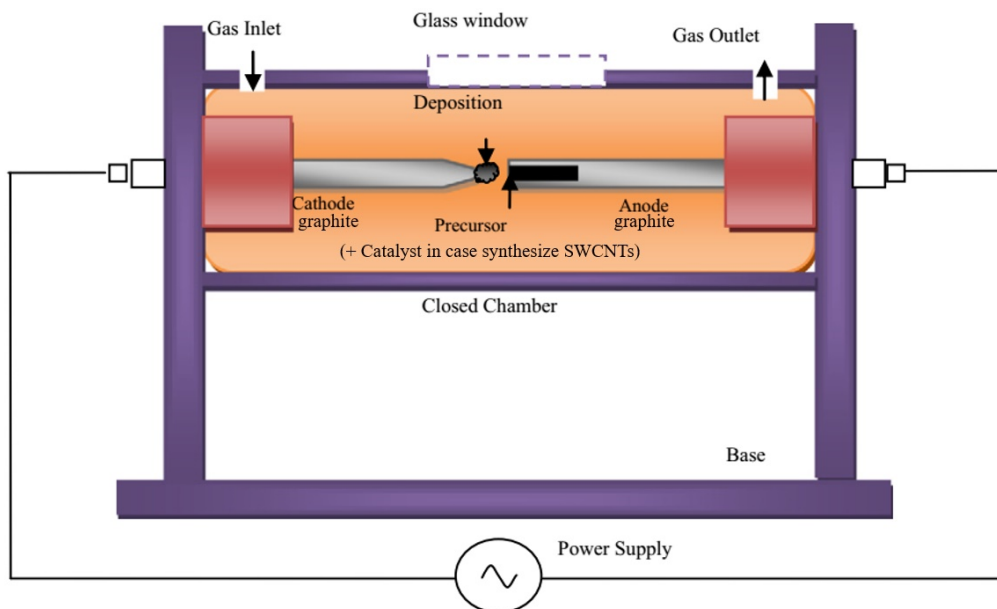 Glass window
Gas Inlet
Gas Outlet
Deposition
Cathode
graphite
Precursor
Anode
graphite
(+ Catalyst in case synthesize SWCNTs)
Closed Chamber
Base
Power Supply